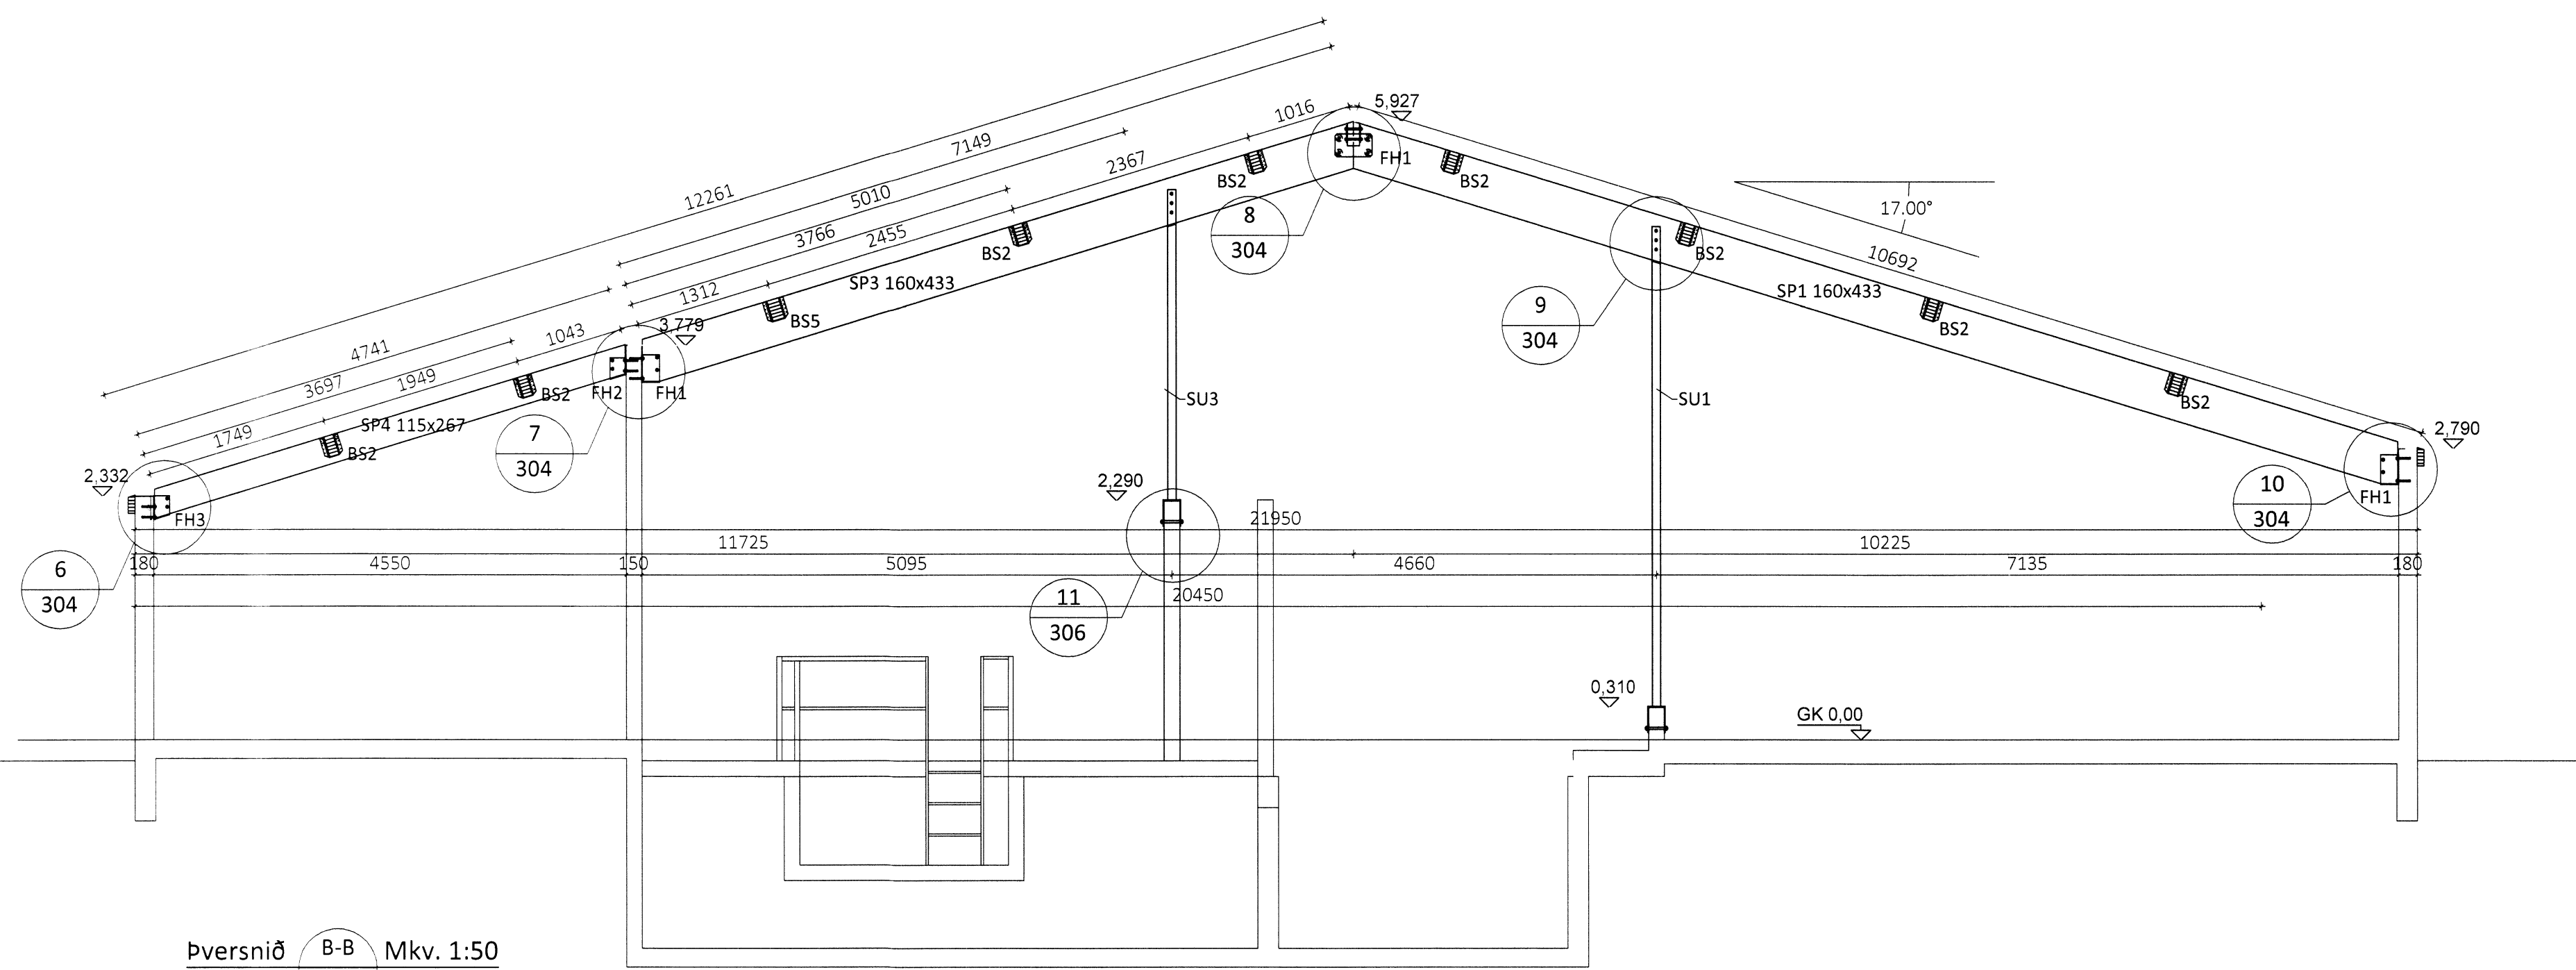 12261
7149
5010
3766
2367
2455
1312
1016
5,927
FH1
BS2
BS2
8
304
17.00°
10692
SP1 160x433
BS2
9
304
BS2
BS2
SP3 160x433
BS2
BS5
3,779
4741
3697
1949
1749
1043
SP4 115x267
BS2
BS2
FH2
FH1
7
304
SU3
SU1
2,790
FH1
10
304
2,332
FH3
6
304
2,290
21950
11725
10225
180
4550
150
5095
4660
7135
180
11
306
20450
0,310
GK 0,00
Þversnið B-B Mkv. 1:50